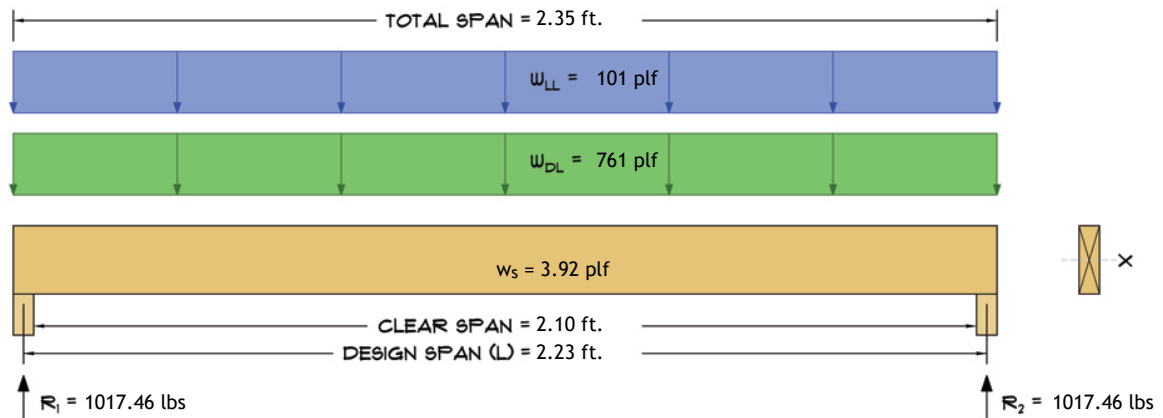 TOTAL SPAN = 2.35 ft.
WLL = 101 plf
WDL = 761 plf
ws = 3.92 plf
X
CLEAR SPAN = 2.10 ft.
DESIGN SPAN (L) = 2.23 ft.
R1 = 1017.46 lbs
R2 = 1017.46 lbs